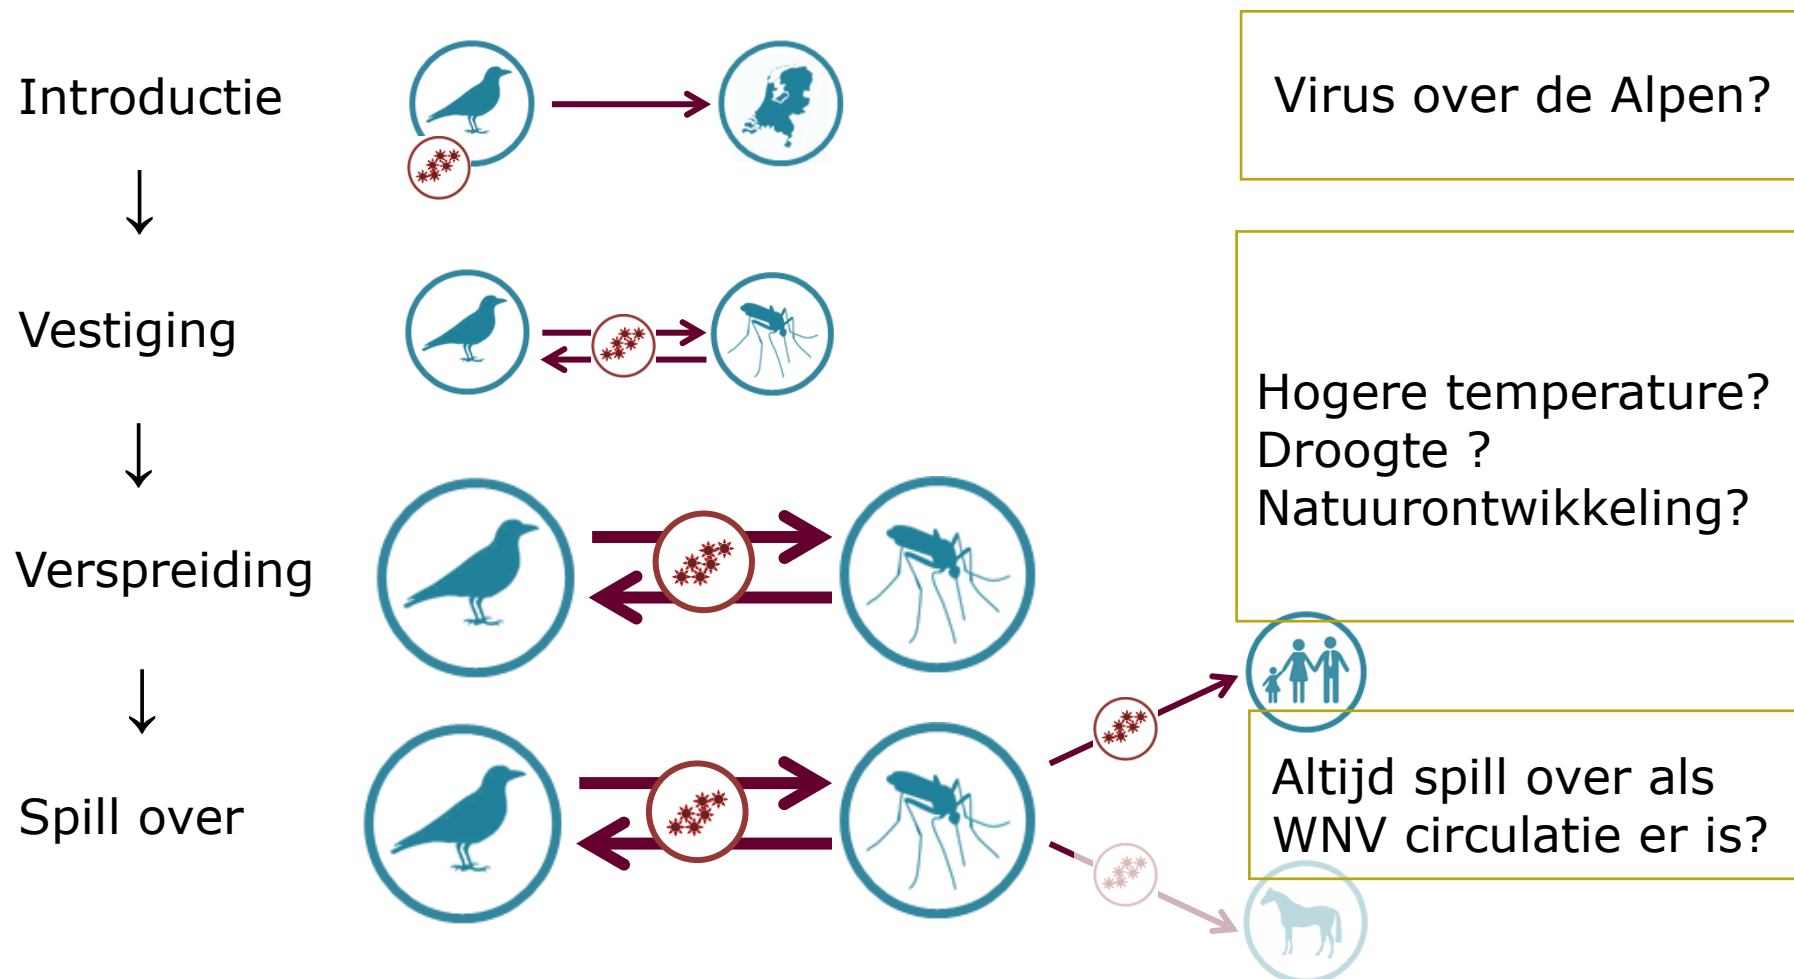 Introductie
Virus over de Alpen?
Vestiging
Hogere temperature?
Droogte ?
Natuurontwikkeling?
Verspreiding
Spill over
Altijd spill over als
WNV circulatie er is?